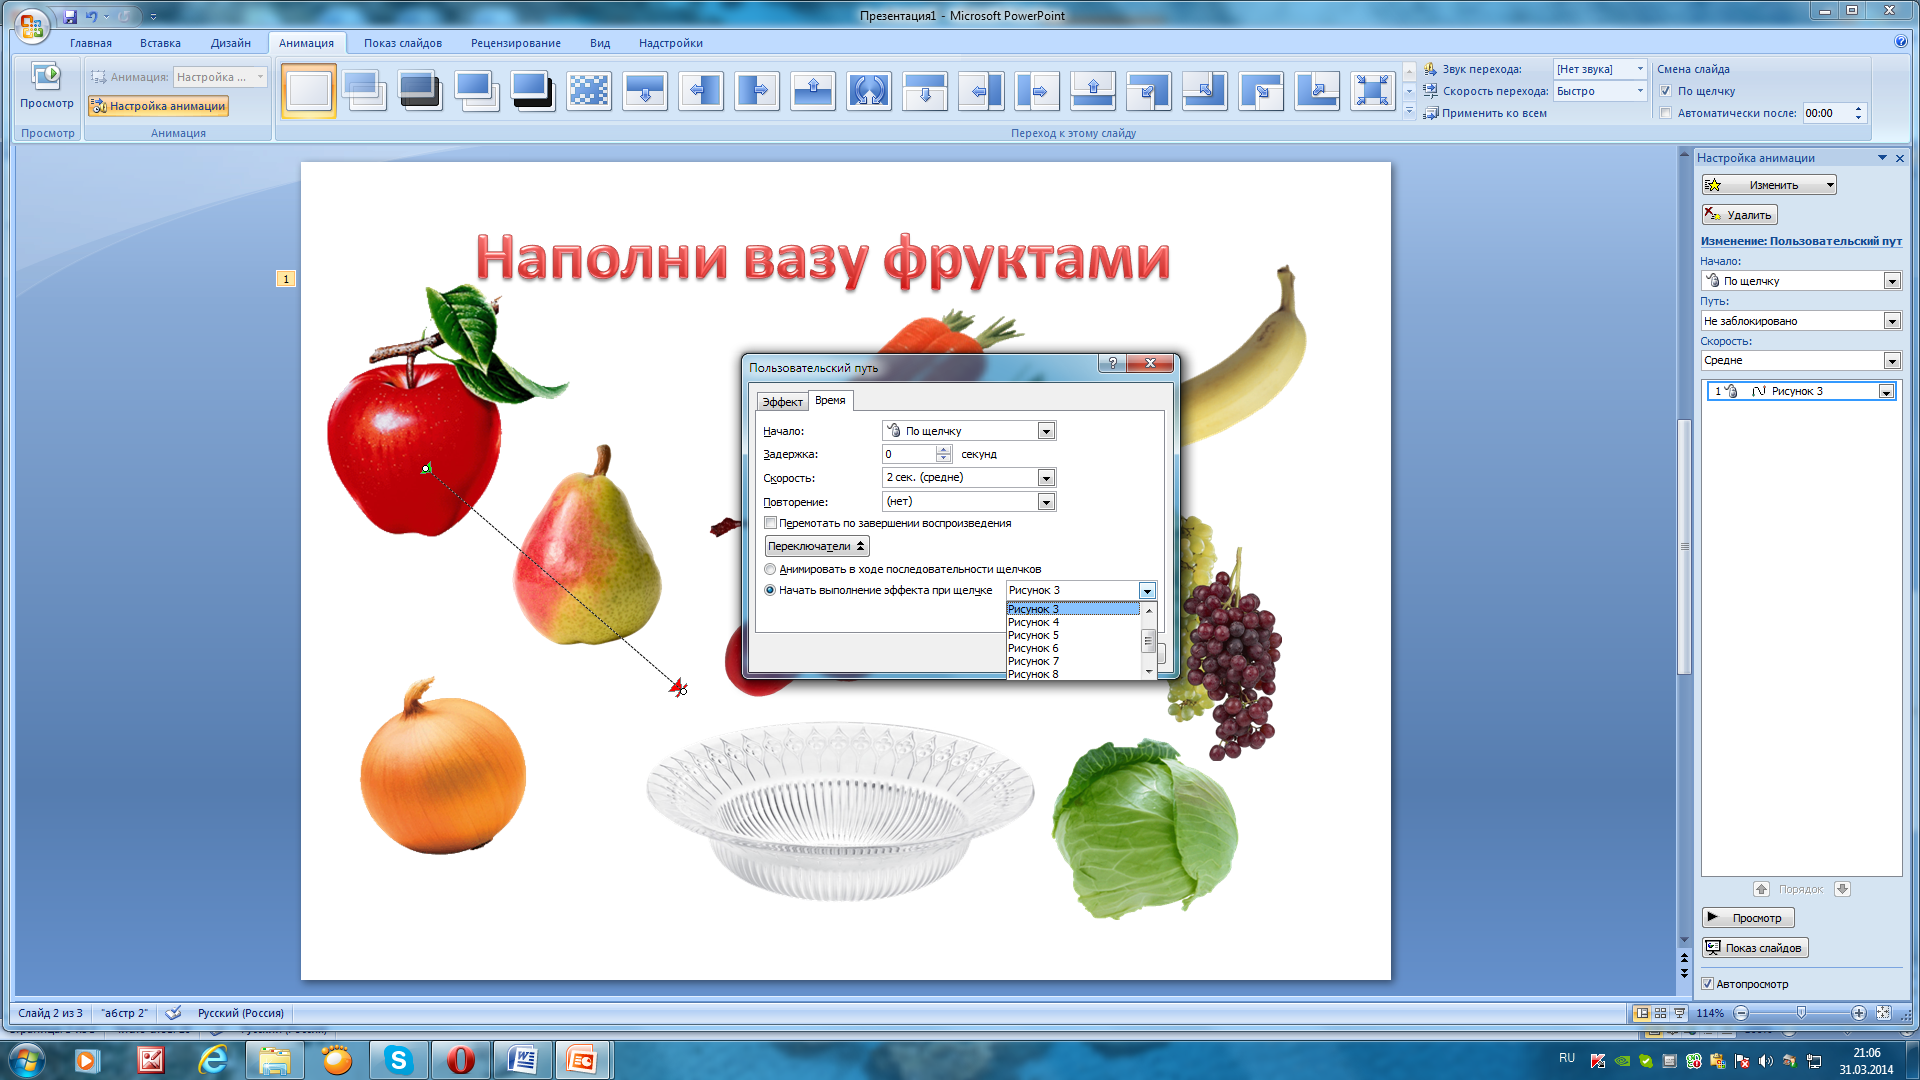 Презентация1 - Microsoft PowerPoint
Главная Вставка Дизайн Анимация Показ слайдов Рецензирование Вид Надстройки
Просмотр
Просмотр
Анимация: Настройка ...
Настройка анимации
Анимация
Переход к этому слайду
Звук перехода: [Нет звука]
Скорость перехода: Быстро
Применить ко всем
Смена слайда
По щелчку
Автоматически после: 00:00
1
Наполни вазу фруктами
Пользовательский путь
Эффект Время
Начало: По щелчку
Задержка: 0 секунд
Скорость: 2 сек. (средне)
Повторение: (нет)
Перемотать по завершении воспроизведения
Переключатели
Анимировать в ходе последовательности щелчков
Начать выполнение эффекта при щелчке Рисунок 3
Рисунок 3
Рисунок 4
Рисунок 5
Рисунок 6
Рисунок 7
Рисунок 8
Настройка анимации
Изменить
Удалить
Изменение: Пользовательский пут
Начало:
По щелчку
Путь:
Не заблокировано
Скорость:
Средне
1 Рисунок 3
Порядок
Просмотр
Показ слайдов
Автопросмотр
Слайд 2 из 3 "абстр 2" Русский (Россия) 114%
RU 21:06
31.03.2014